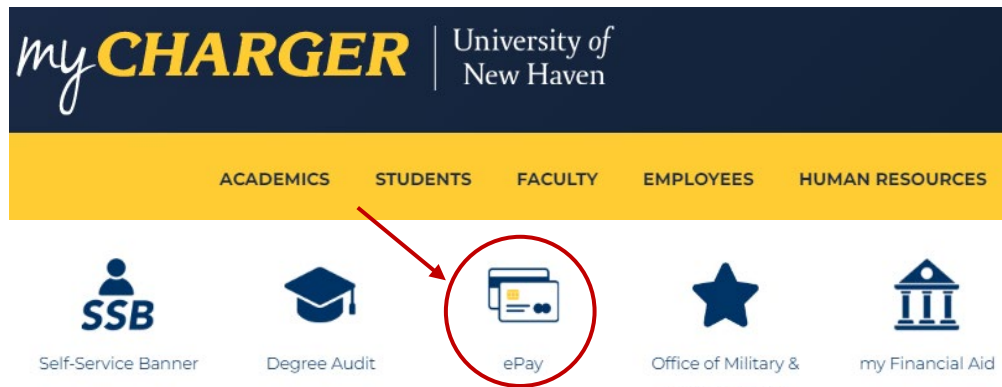 myCHARGER
University of
New Haven
ACADEMICS STUDENTS FACULTY EMPLOYEES HUMAN RESOURCES
SSB
Self-Service Banner Degree Audit ePay Office of Military & my Financial Aid